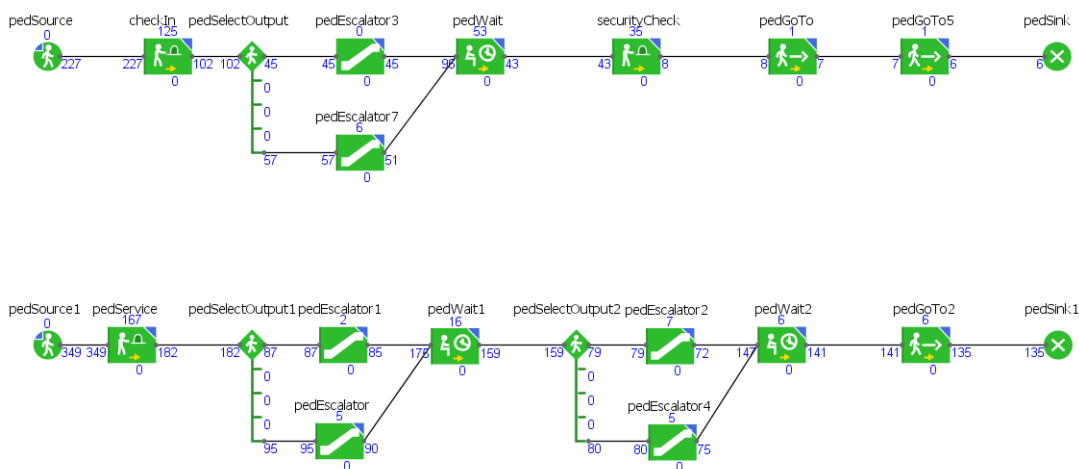 pedSource checkIn pedSelectOutput pedEscalator3 pedWait securityCheck pedGoTo pedGoTo5 pedSink
0 125 0 53 35 1 1
227 227 102 102 45 45 45 96 43 43 8 8 7 7 6 6
0 0 0 0 0 0 0
0
0
pedEscalator7
6
57 57 51
0
pedSource1 pedService pedSelectOutput1 pedEscalator1 pedWait1 pedSelectOutput2 pedEscalator2 pedWait2 pedGoTo2 pedSink1
0 167 2 16 7 6 6
349 349 182 182 87 87 85 175 159 159 79 79 72 147 141 141 135 135
0 0 0 0 0 0 0 0
0 0
pedEscalator pedEscalator4
0 5 0 5
95 95 90 80 80 75
0 0